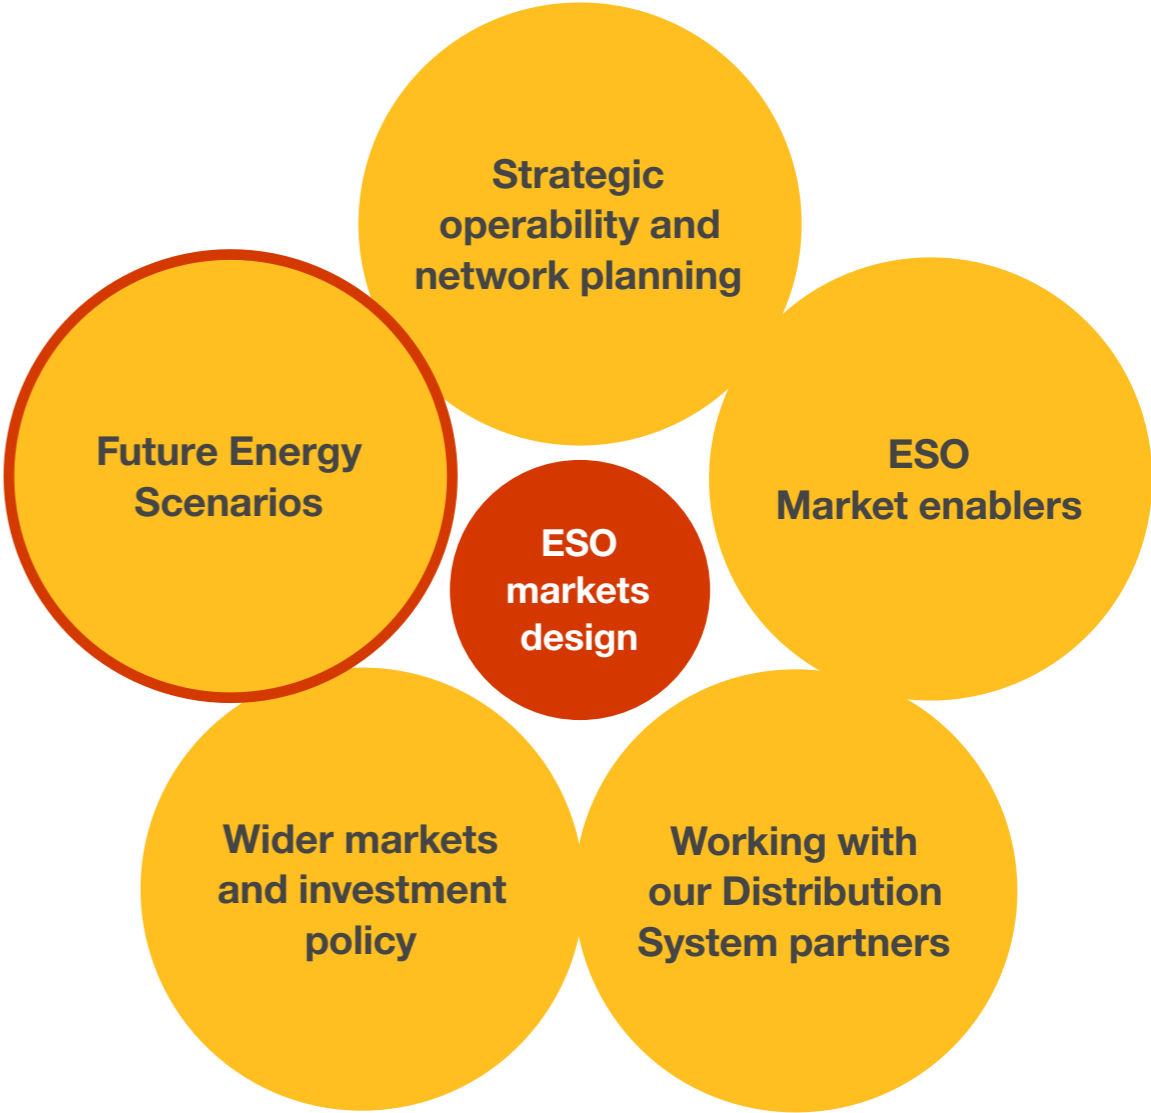 Strategic
operability and
network planning
Future Energy
Scenarios
ESO
Market enablers
ESO
markets
design
Wider markets
and investment
policy
Working with
our Distribution
System partners